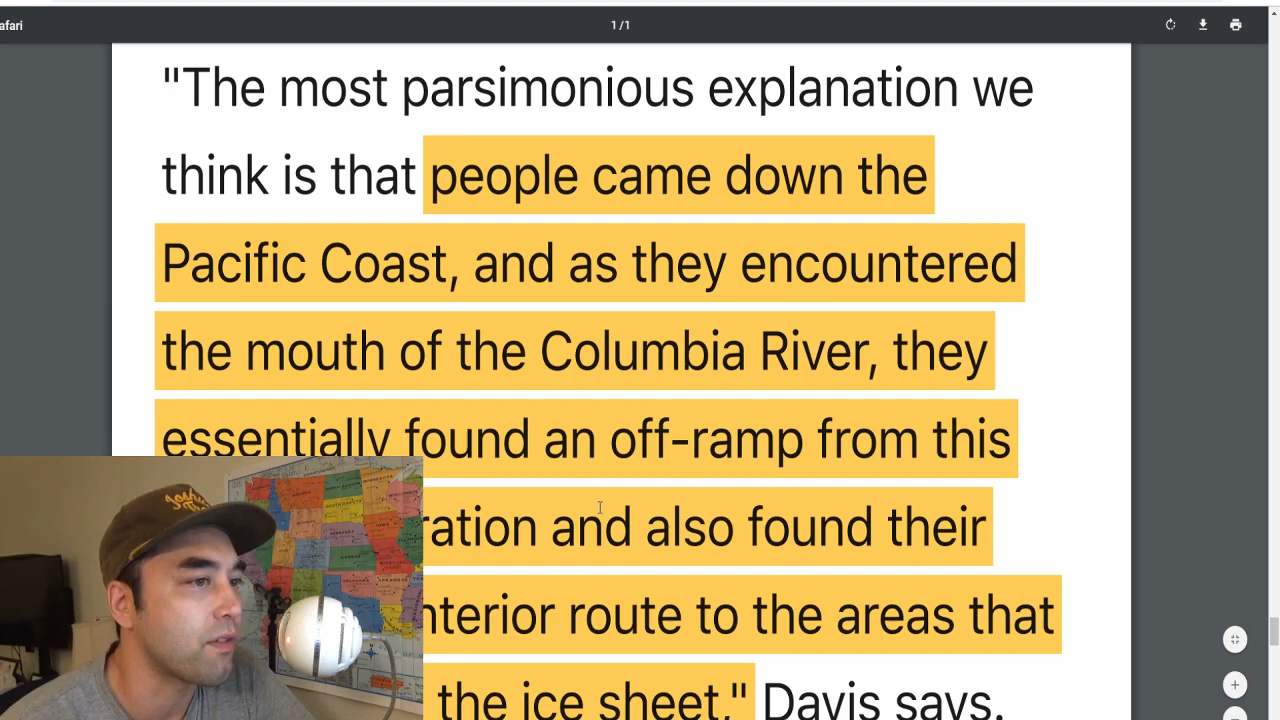 afari
1/1
"The most parsimonious explanation we
think is that people came down the
Pacific Coast, and as they encountered
the mouth of the Columbia River, they
essentially found an off-ramp from this
ration and also found their
nterior route to the areas that
the ice sheet," Davis says.